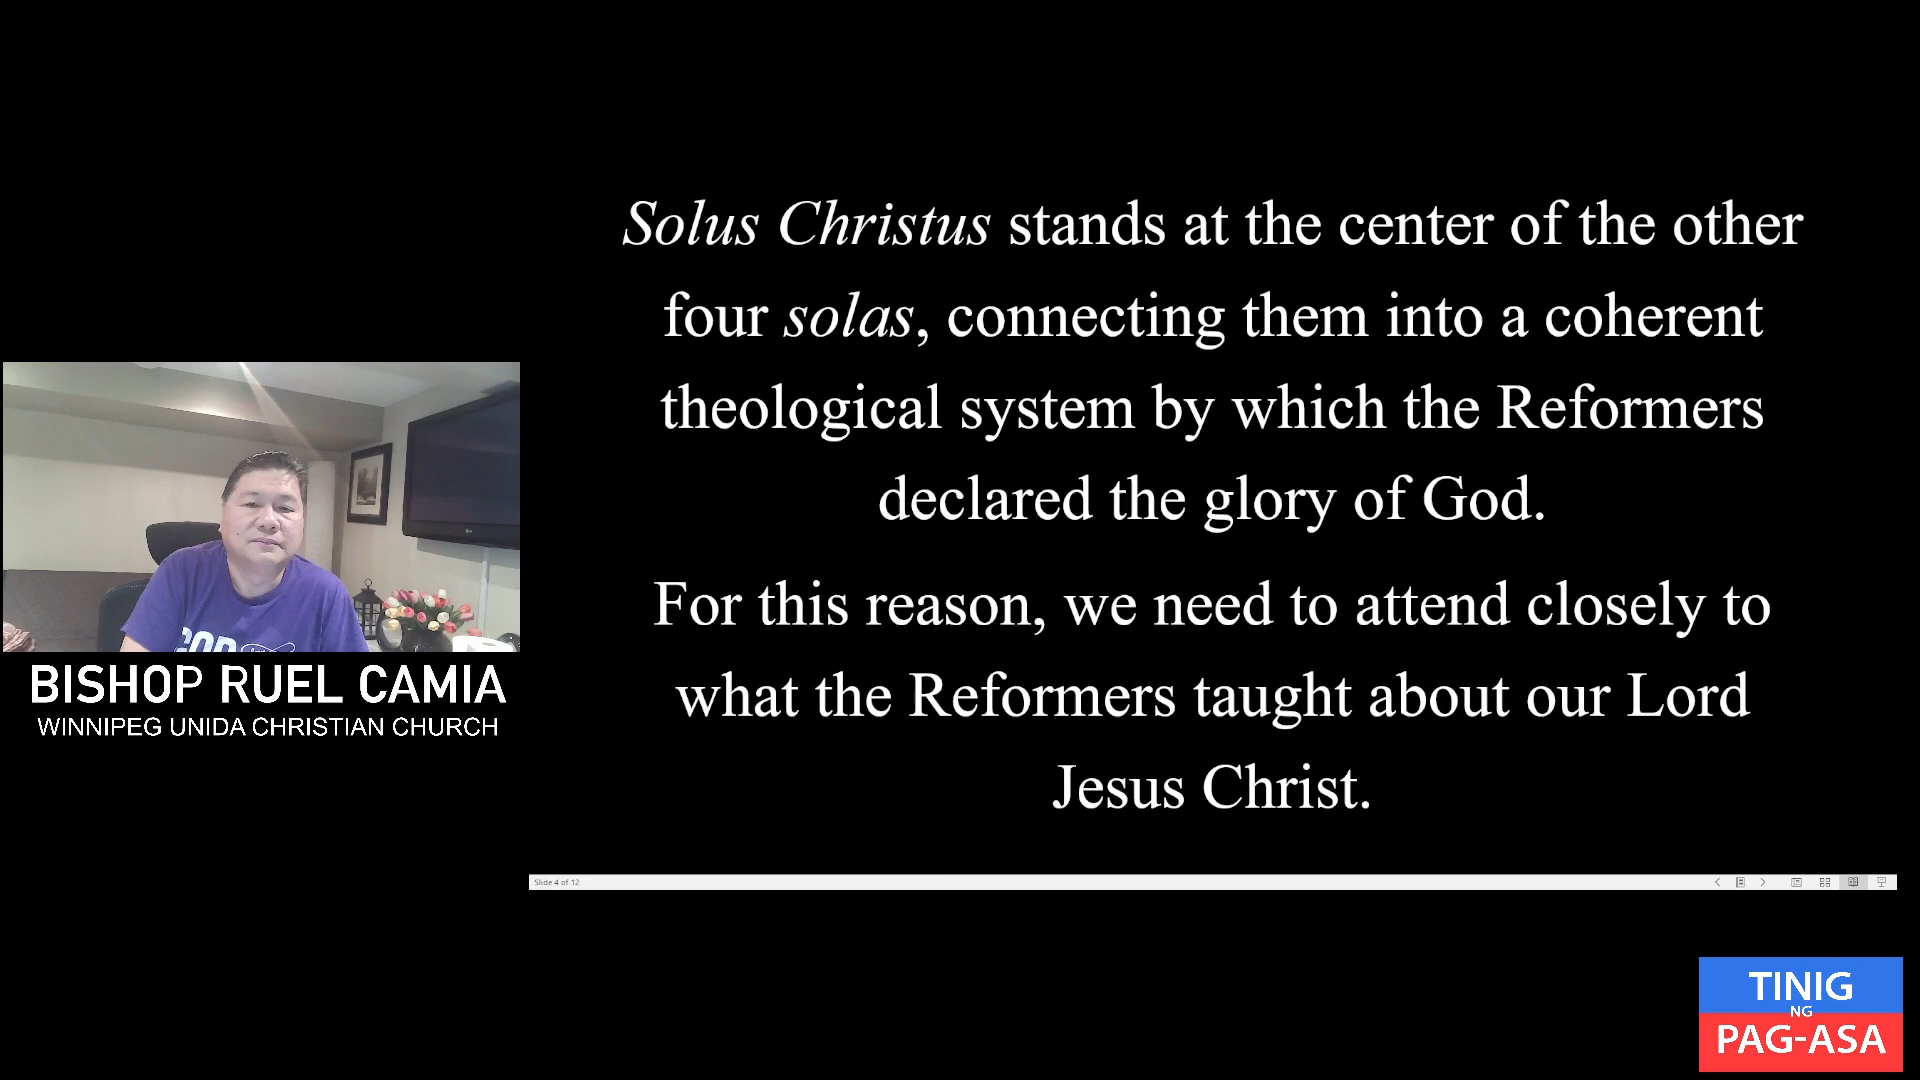 Solus Christus stands at the center of the other
four solas, connecting them into a coherent
theological system by which the Reformers
declared the glory of God.
For this reason, we need to attend closely to
what the Reformers taught about our Lord
Jesus Christ.
GOD
BISHOP RUEL CAMIA
WINNIPEG UNIDA CHRISTIAN CHURCH
Slide 4 of 12
TINIG
NG
PAG-ASA